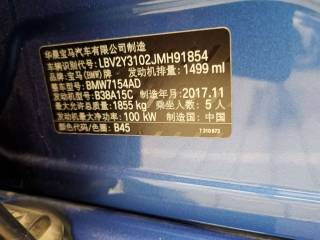 华晨宝马汽车有限公司制造
车辆识别代号: LBV2Y3102JMH91854
品牌: 宝马(BMW)牌 发动机排量: 1499 ml
整车型号: BMW7154AD
发动机型号: B38A15C 制造年月: 2017.11
最大允许总质量: 1855 kg 乘坐人数: 5 人
发动机最大净功率: 100 kW 制造国: 中国
颜色代码/色图: B45
7310873